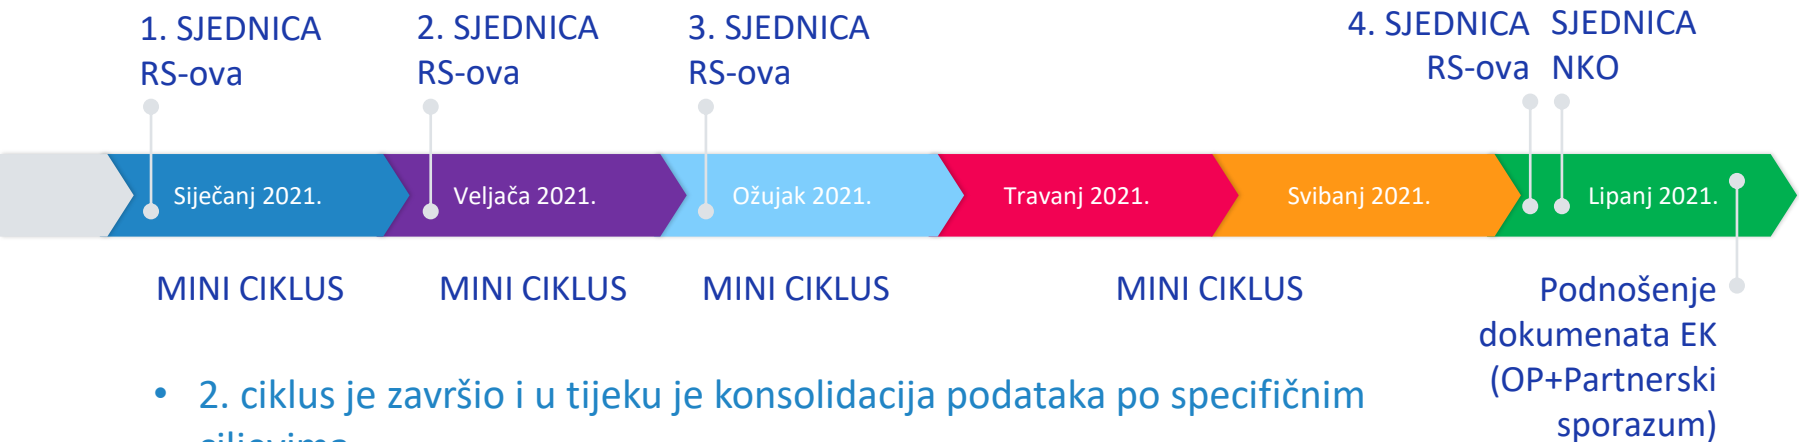 1. SJEDNICA
RS-ova
2. SJEDNICA
RS-ova
3. SJEDNICA
RS-ova
4. SJEDNICA
RS-ova
SJEDNICA
NKO
Siječanj 2021.
Veljača 2021.
Ožujak 2021.
Travanj 2021.
Svibanj 2021.
Lipanj 2021.
MINI CIKLUS
MINI CIKLUS
MINI CIKLUS
MINI CIKLUS
Podnošenje
dokumenata EK
(OP+Partnerski
sporazum)
• 2. ciklus je završio i u tijeku je konsolidacija podataka po specifičnim